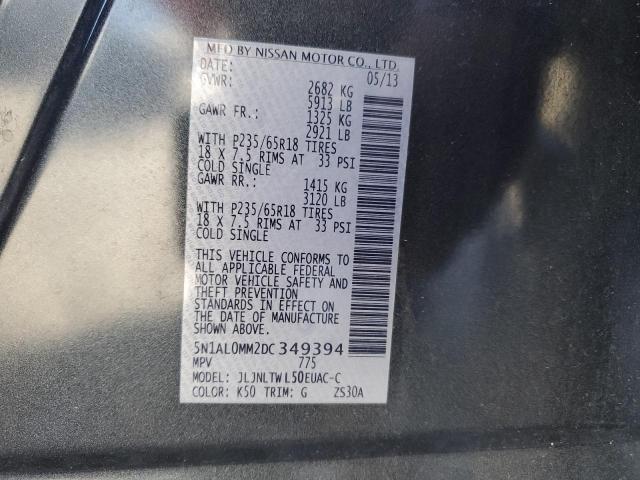 MFD BY NISSAN MOTOR CO., LTD.
DATE: 05/13
GVWR: 2682 KG
5913 LB
GAWR FR.: 1325 KG
2921 LB
WITH P235/65R18 TIRES
18 X 7.5 RIMS AT 33 PSI
COLD SINGLE
GAWR RR.: 1415 KG
3120 LB
WITH P235/65R18 TIRES
18 X 7.5 RIMS AT 33 PSI
COLD SINGLE
THIS VEHICLE CONFORMS TO
ALL APPLICABLE FEDERAL
MOTOR VEHICLE SAFETY AND
THEFT PREVENTION
STANDARDS IN EFFECT ON
THE DATE OF MANUFACTURE
SHOWN ABOVE.
5N1AL0MM2DC349394
MPV 775
MODEL: JLJNLTWL50EUAC-C
COLOR: K50 TRIM: G ZS30A